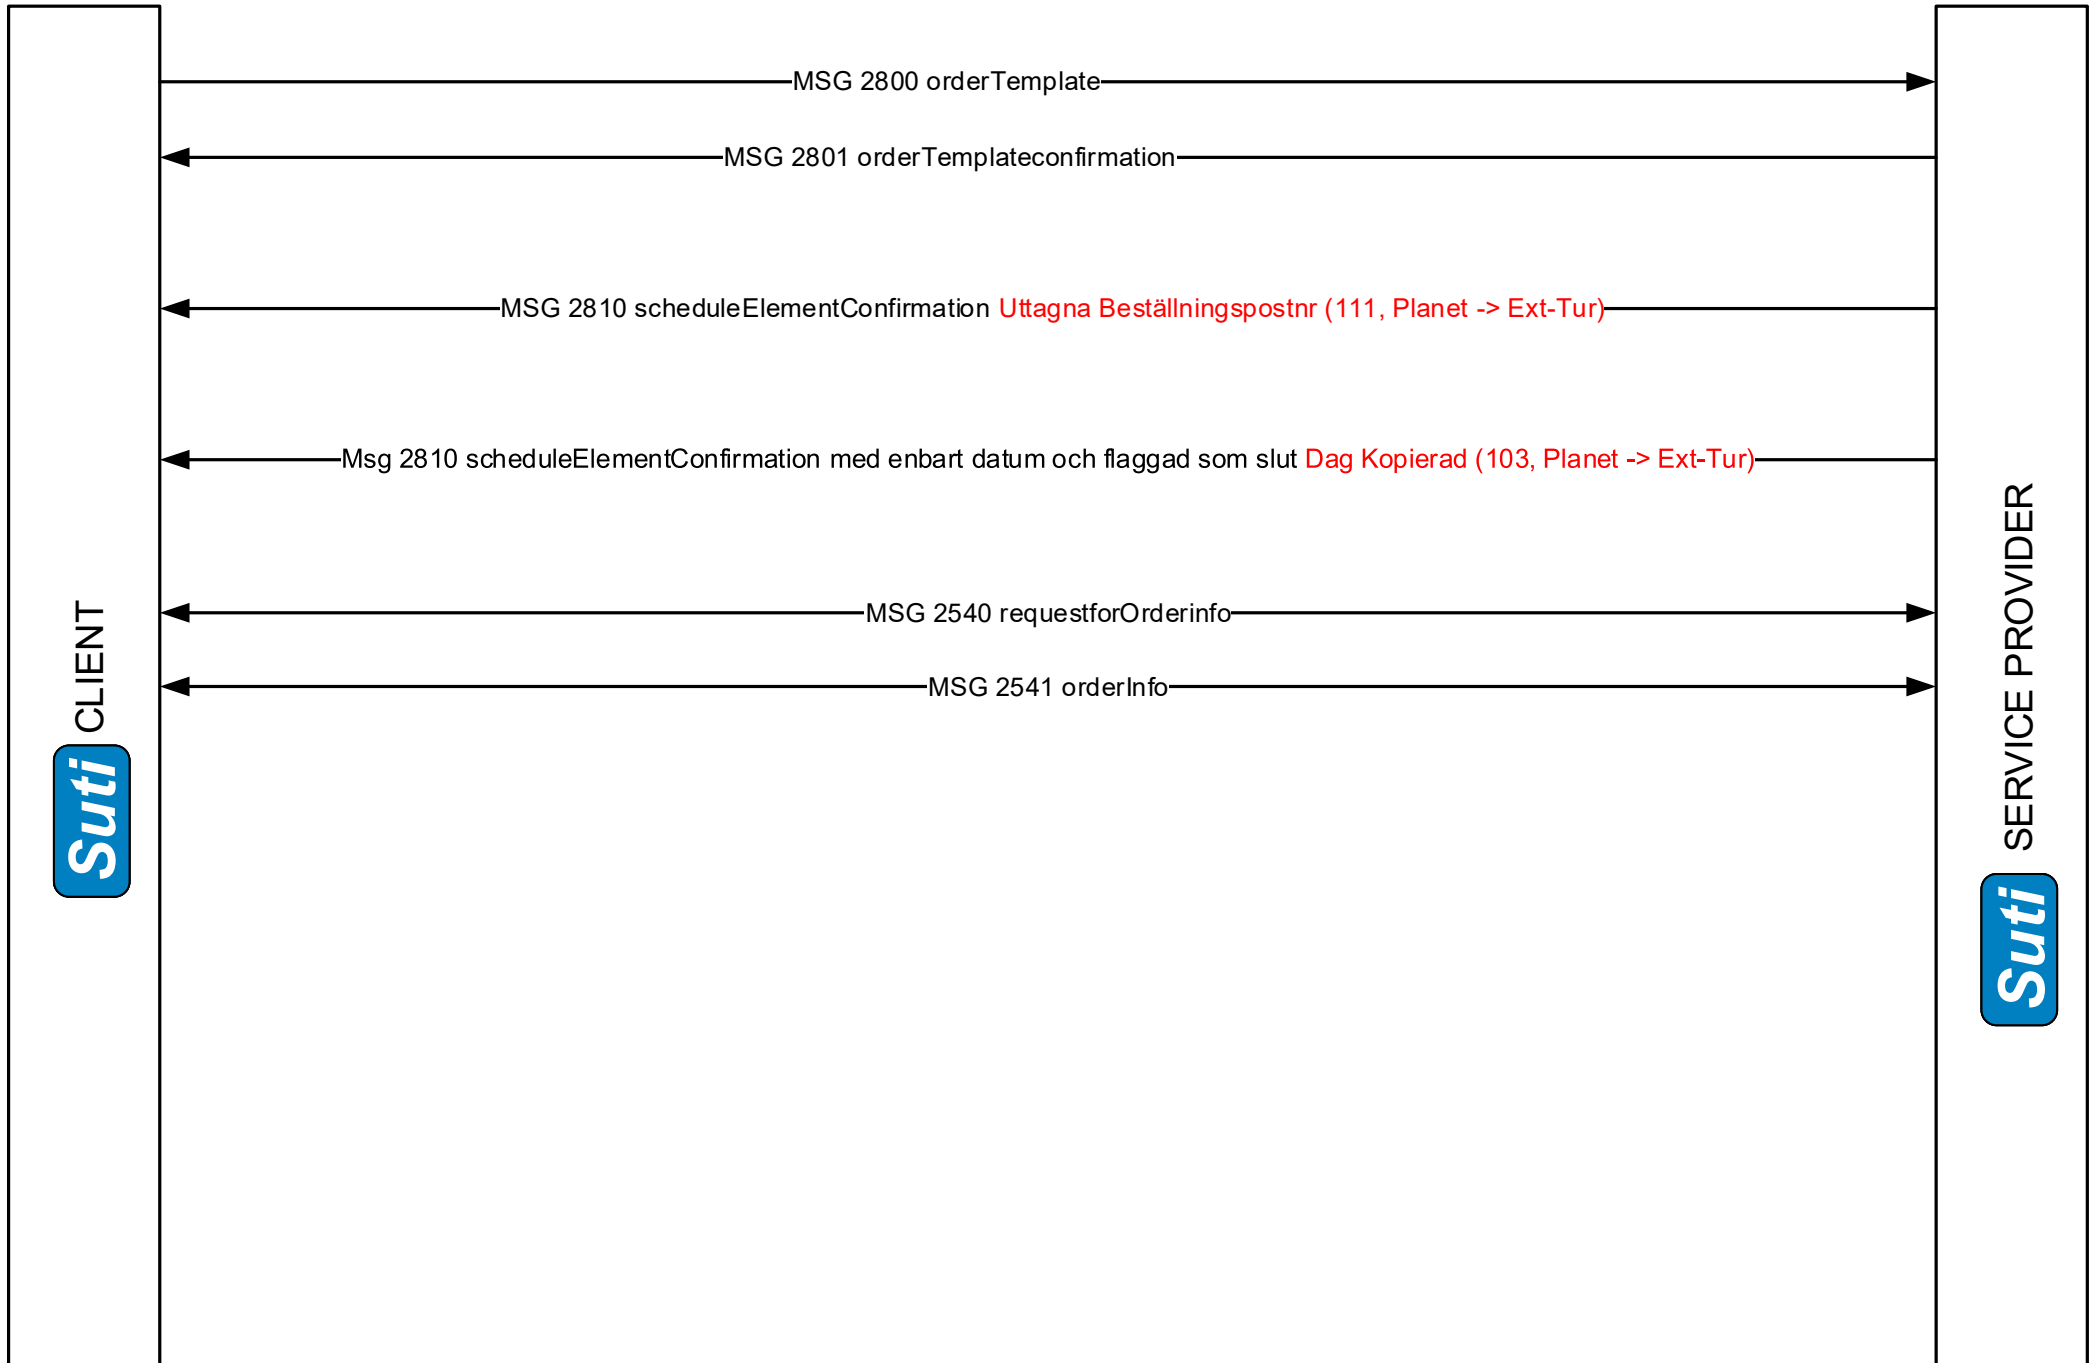 MSG 2800 orderTemplate
MSG 2801 orderTemplateconfirmation
MSG 2810 scheduleElementConfirmation Uttagna Beställningspostnr (111, Planet -> Ext-Tur)
Msg 2810 scheduleElementConfirmation med enbart datum och flaggad som slut Dag Kopierad (103, Planet -> Ext-Tur)
MSG 2540 requestforOrderinfo
MSG 2541 orderInfo
CLIENT
Suti
SERVICE PROVIDER
Suti